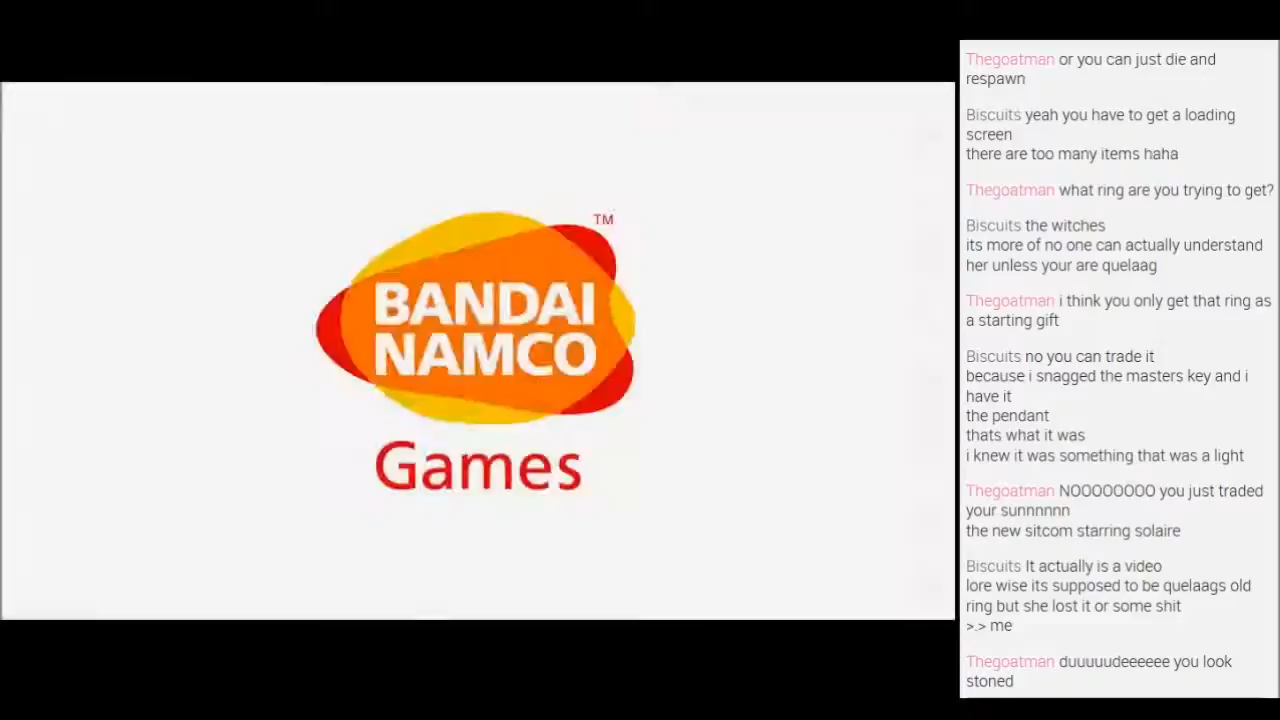 TM
BANDAI
NAMCO
Games
Thegoatman or you can just die and
respawn
Biscuits yeah you have to get a loading
screen
there are too many items haha
Thegoatman what ring are you trying to get?
Biscuits the witches
its more of no one can actually understand
her unless your are quelaag
Thegoatman i think you only get that ring as
a starting gift
Biscuits no you can trade it
because i snagged the masters key and i
have it
the pendant
thats what it was
i knew it was something that was a light
Thegoatman NOOOOOOOO you just traded
your sunnnnnn
the new sitcom starring solaire
Biscuits It actually is a video
lore wise its supposed to be quelaags old
ring but she lost it or some shit
>.> me
Thegoatman duuuuudeeeeee you look
stoned